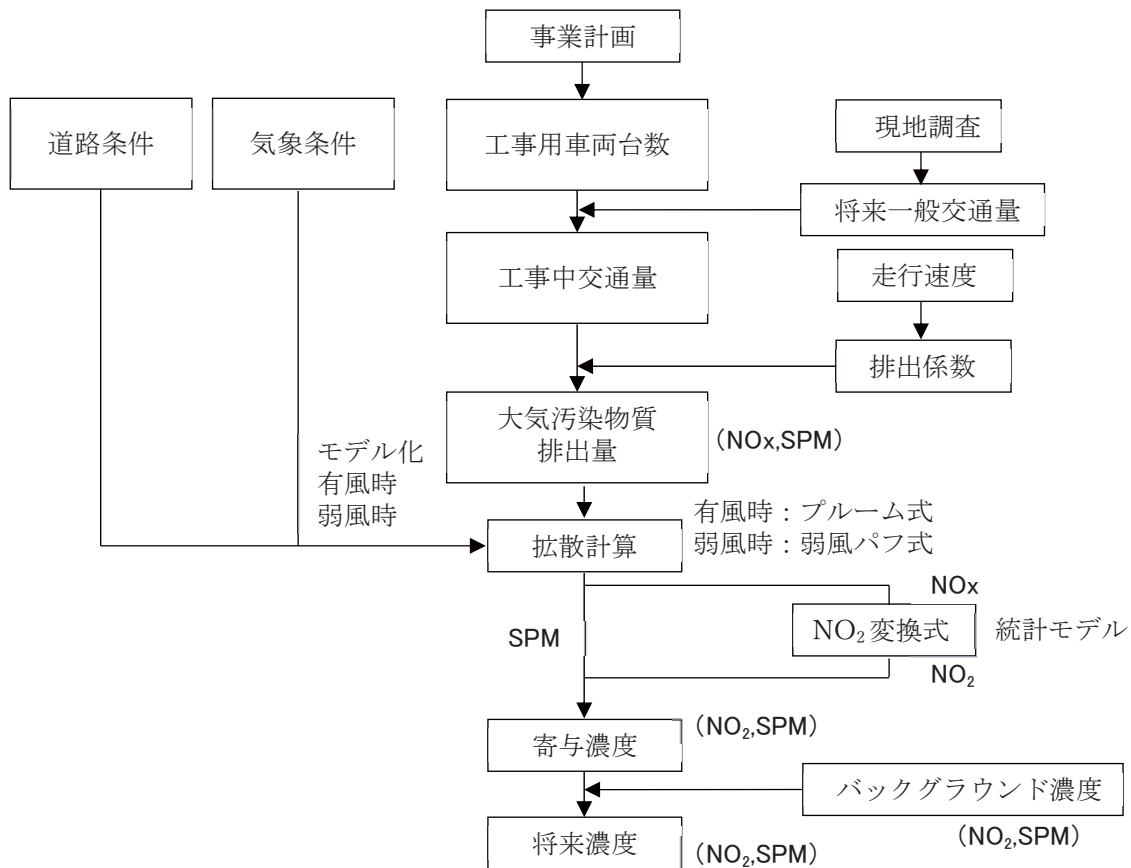 事業計画
道路条件
気象条件
工事用車両台数
現地調査
将来一般交通量
工事中交通量
走行速度
排出係数
大気汚染物質
排出量
(NOx,SPM)
モデル化
有風時
弱風時
拡散計算
有風時：プルーム式
弱風時：弱風パフ式
NOx
SPM
NO₂変換式
統計モデル
NO₂
寄与濃度
(NO₂,SPM)
バックグラウンド濃度
(NO₂,SPM)
将来濃度
(NO₂,SPM)